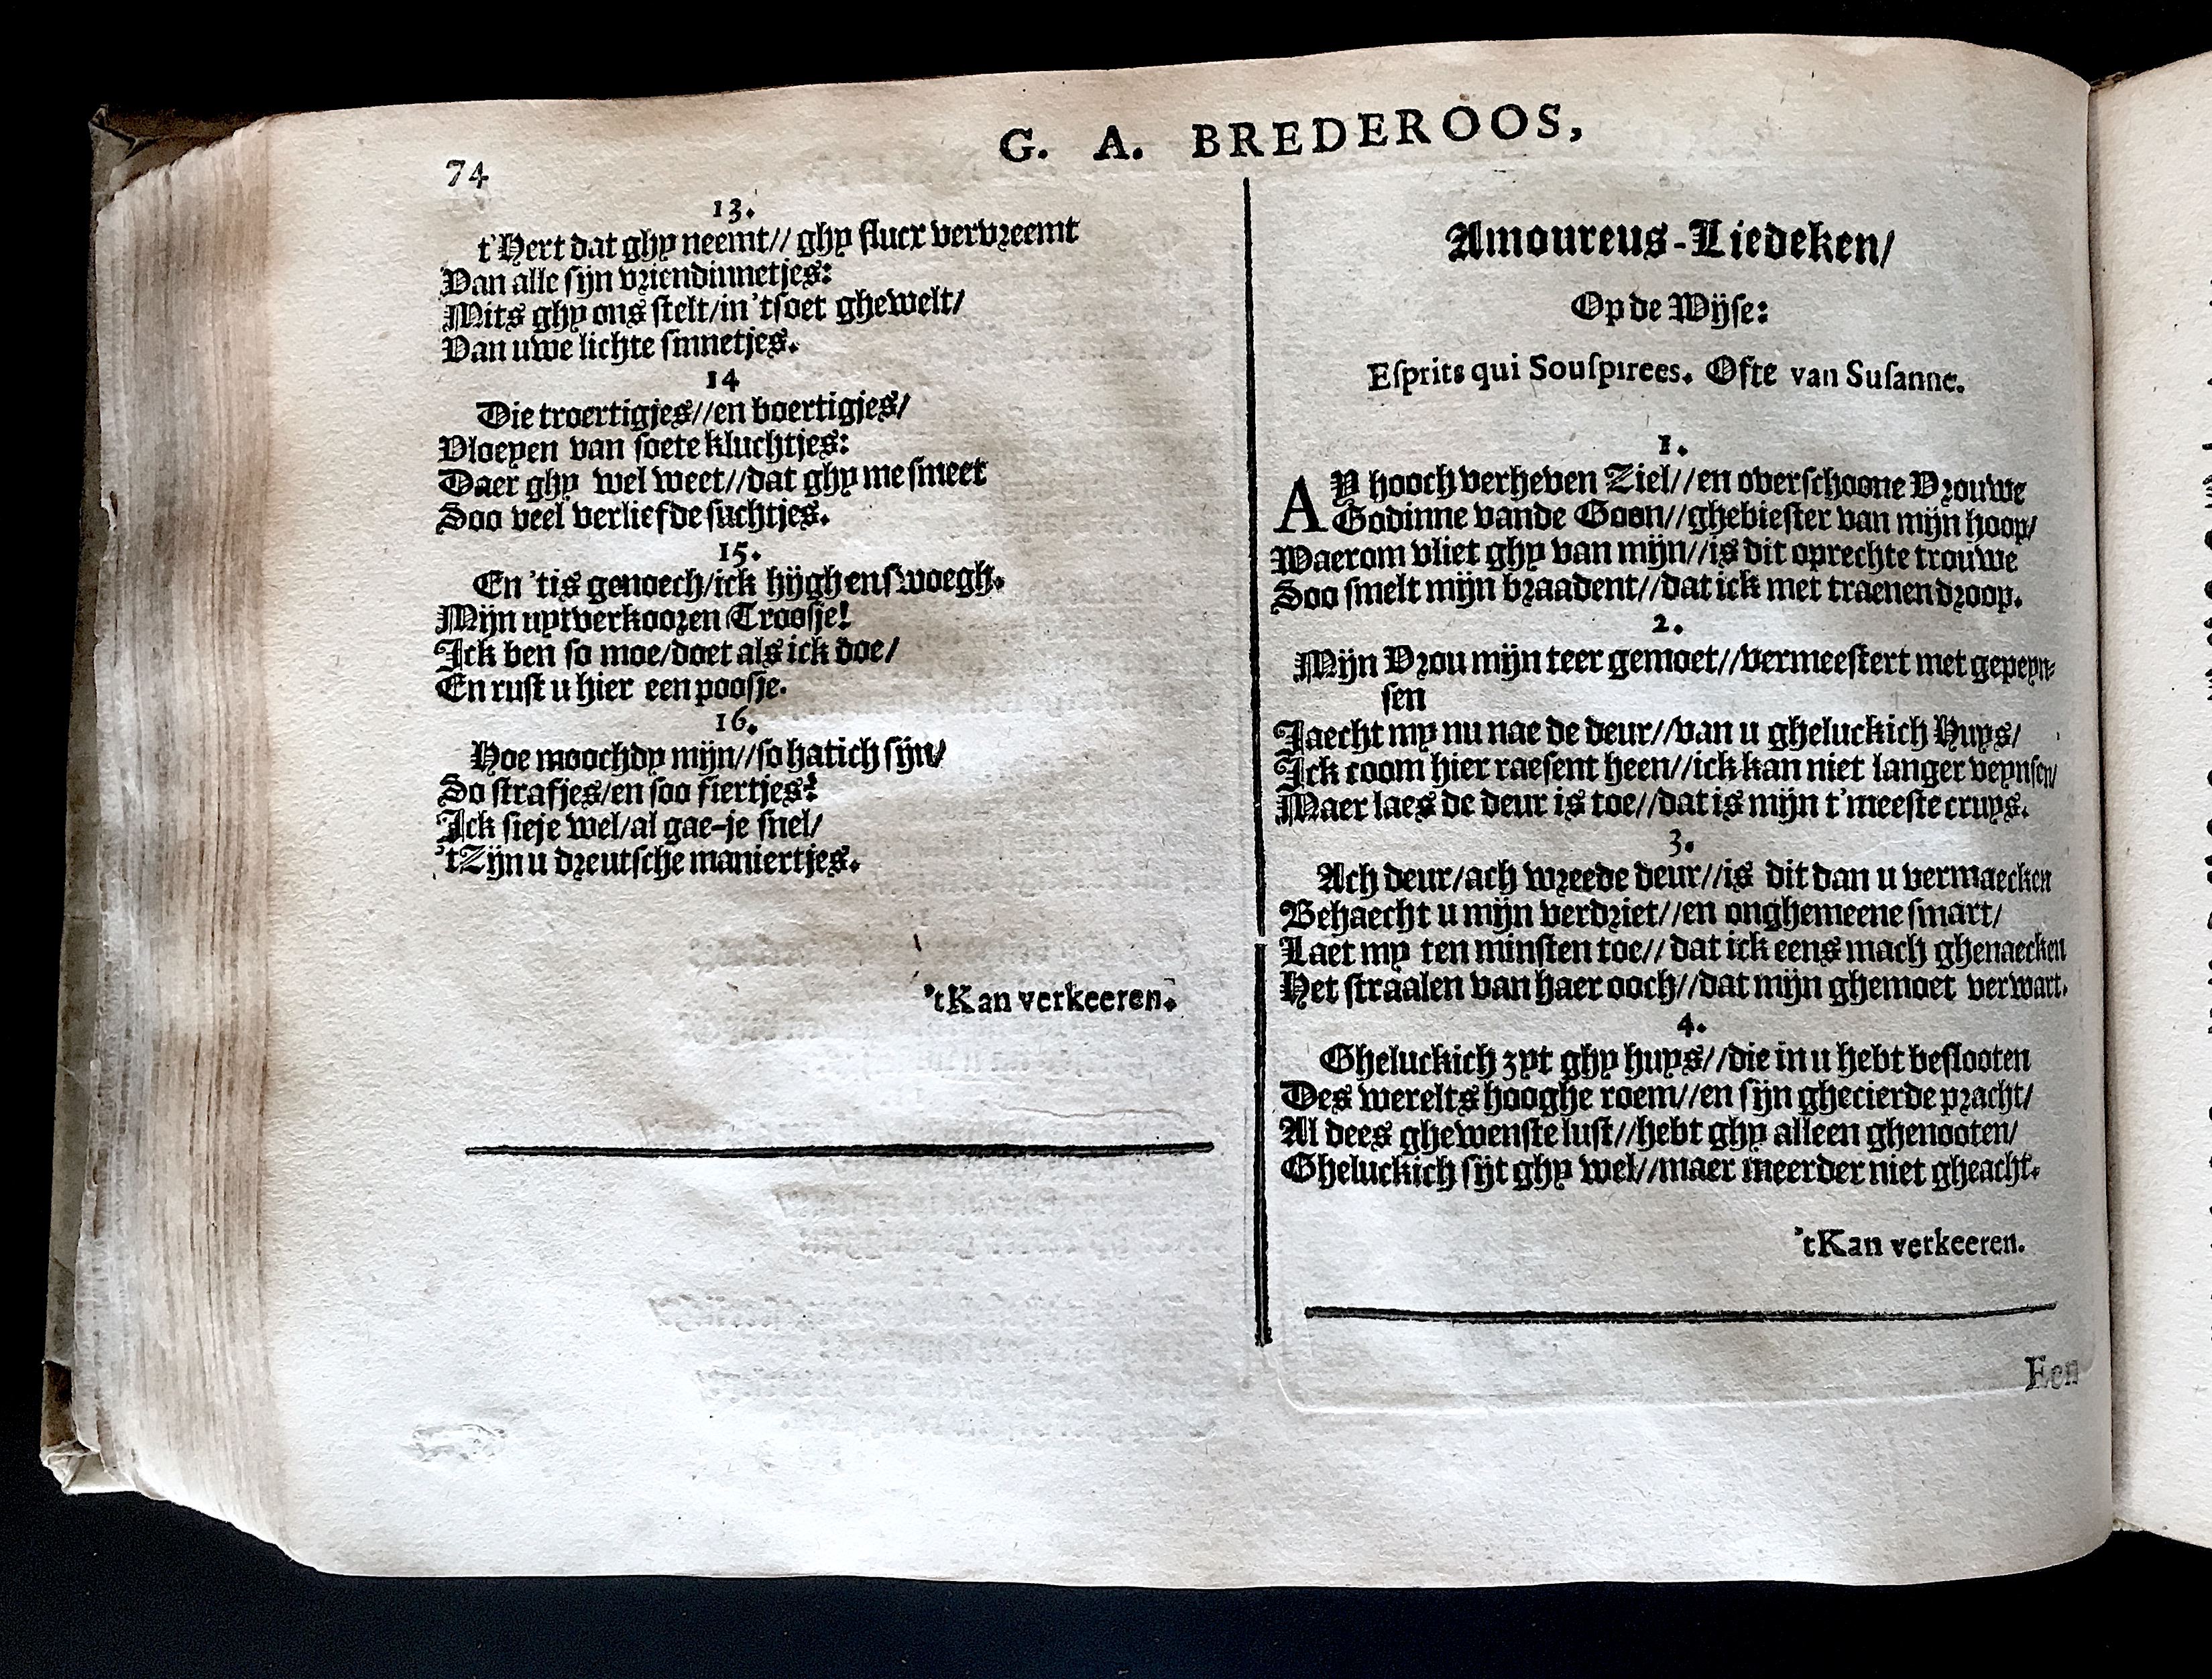 G. A. BREDEROOS,
74
13.
t'Hert dat ghy neemt// ghy flucx vervreemt
Van alle sijn vriendinnetjes:
Mits ghy ons stelt/in 'tsoet ghewelt/
Van uwe lichte sinnetjes.
14
Die troertigjes//en boertigjes/
Vloeyen van soete kluchtjes:
Daer ghy wel weet//dat ghy me smeet
Soo veel verliefde suchtjes.
15.
En 'tis genoech/ick hijgh en swoegh.
Mijn uytverkooren Troosje!
Ick ben so moe/doet als ick doe/
En rust u hier een poosje.
16.
Hoe moochdy mijn//so hatich sijn/
So strafjes/en soo fiertjes?
Ick sieje wel/al gae-je snel/
'tZijn u dreutsche maniertjes.
'tKan verkeeren.
Amoureus-Liedeken/
Op de Wijse:
Esprits qui Souspirees. Ofte van Susanne.
1.
AY hooch verheven Ziel//en overschoone Vrouwe
Godinne vande Goon//ghebiester van mijn hoop/
Waerom vliet ghy van mijn//is dit oprechte trouwe
Soo smelt mijn braadent//dat ick met traenen droop.
2.
Mijn Vrou mijn teer gemoet//vermeestert met gepeyn-
sen
Jaecht my nu nae de deur//van u gheluckich Huys/
Ick coom hier raesent heen//ick kan niet langer veynsen/
Maer laes de deur is toe//dat is mijn t'meeste cruys.
3.
Ach deur/ach wreede deur//is dit dan u vermaecken
Behaecht u mijn verdriet//en onghemeene smart/
Laet my ten minsten toe// dat ick eens mach ghenaecken
Het straalen van haer ooch//dat mijn ghemoet verwart.
4.
Gheluckich zyt ghy huys//die in u hebt beslooten
Des werelts hooghe roem//en sijn ghecierde pracht/
Al dees ghewenste lust//hebt ghy alleen ghenooten/
Gheluckich sijt ghy wel//maer meerder niet gheacht.
'tKan verkeeren.
Een